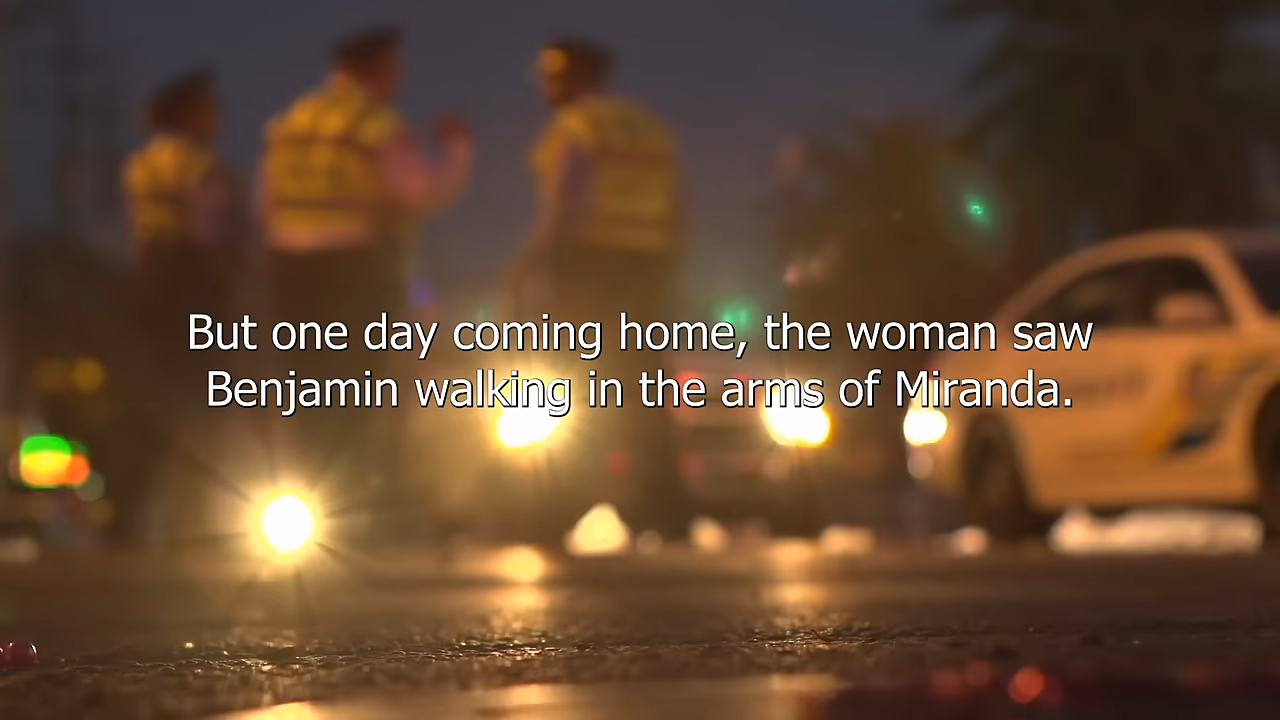 But one day coming home, the woman saw
Benjamin walking in the arms of Miranda.